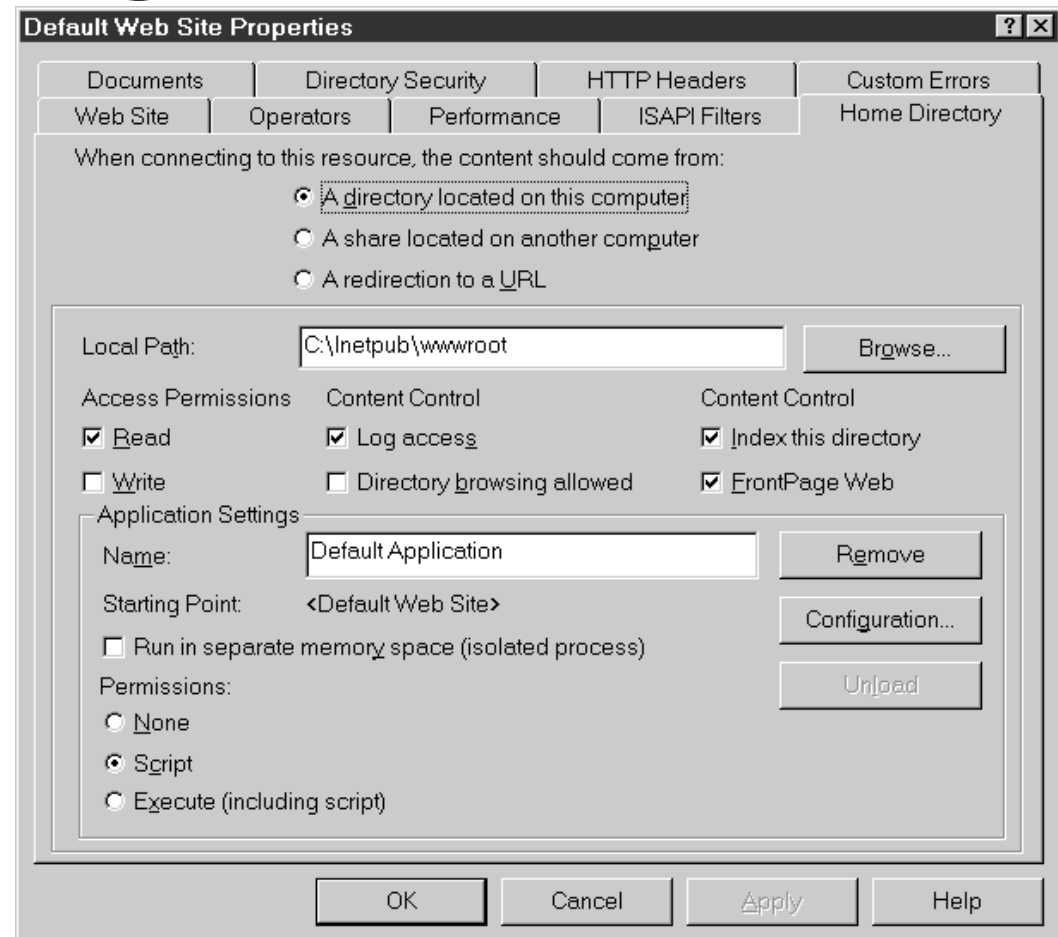 Default Web Site Properties
Documents Directory Security HTTP Headers Custom Errors
Web Site Operators Performance ISAPI Filters Home Directory
When connecting to this resource, the content should come from:
A directory located on this computer
A share located on another computer
A redirection to a URL
Local Path: C:\Inetpub\wwwroot Browse...
Access Permissions Content Control Content Control
Read Log access Index this directory
Write Directory browsing allowed FrontPage Web
Application Settings
Name: Default Application Remove
Starting Point: <Default Web Site>
Configuration...
Run in separate memory space (isolated process)
Permissions: Unload
None
Script
Execute (including script)
OK Cancel Apply Help